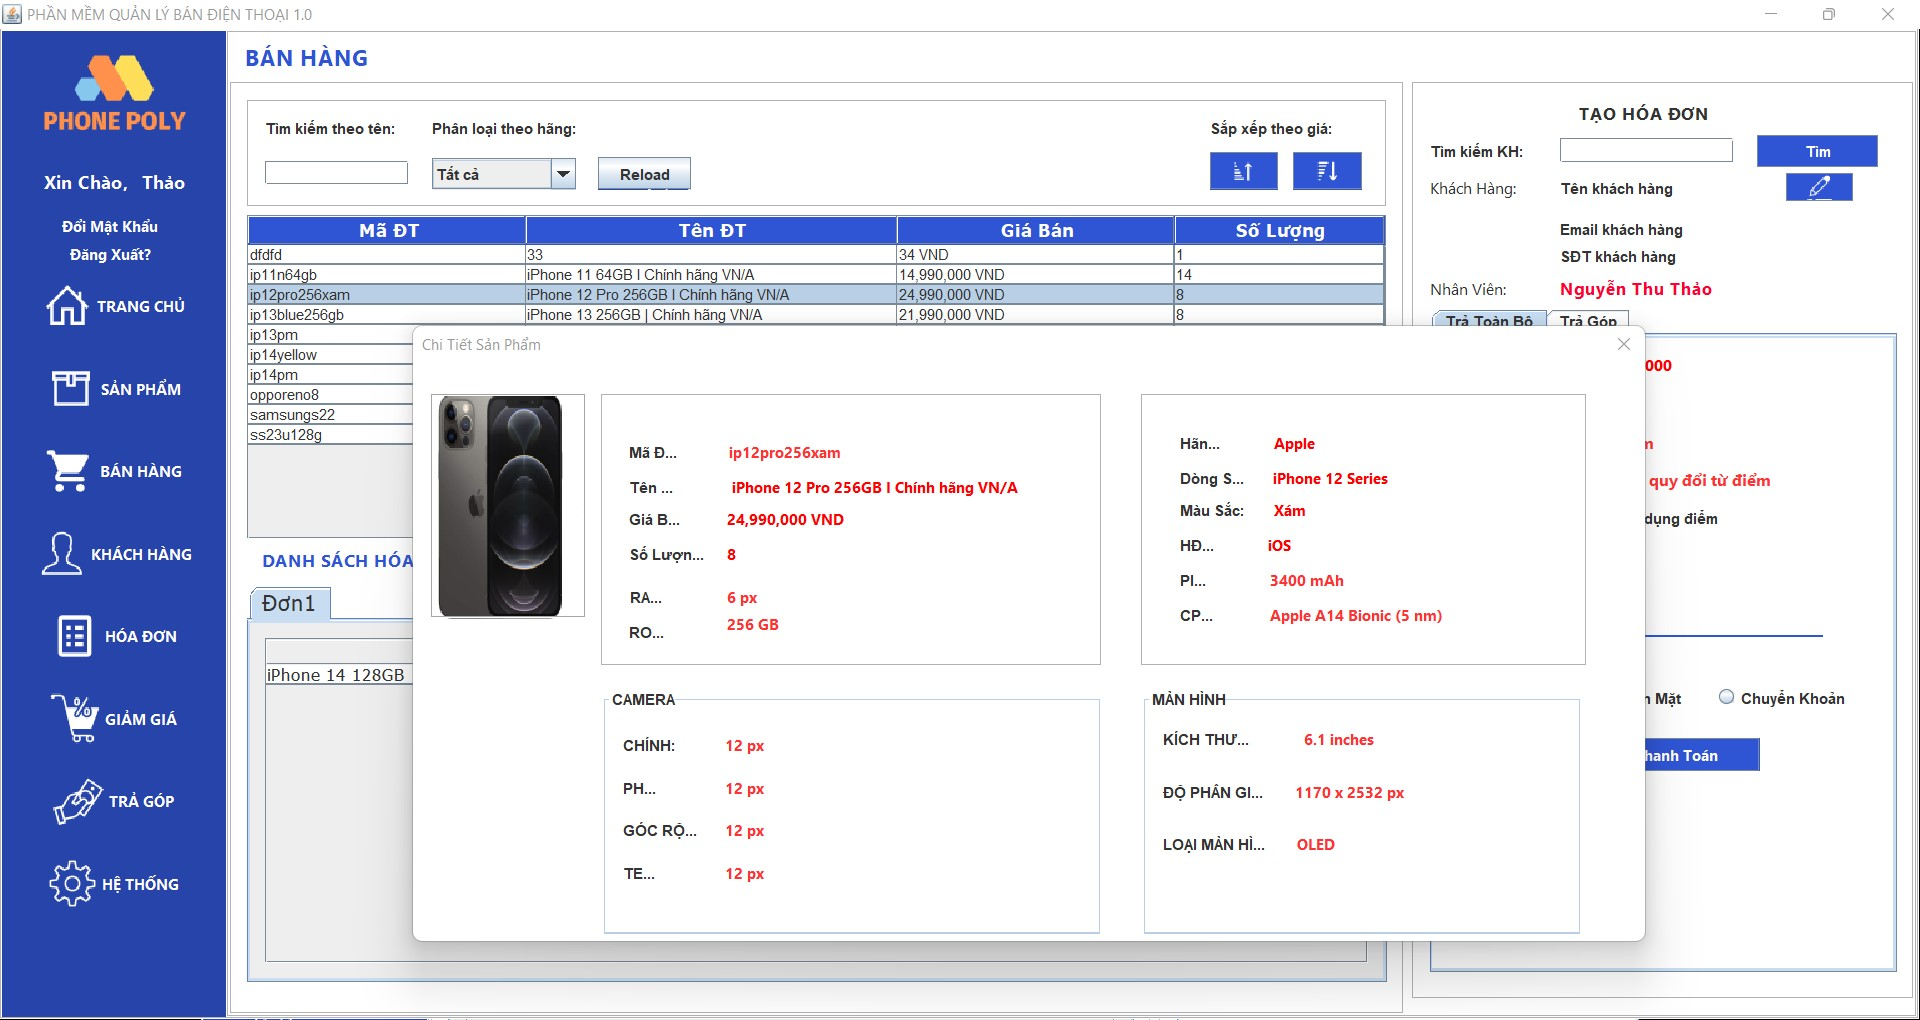 PHẦN MỀM QUẢN LÝ BÁN ĐIỆN THOẠI 1.0
PHONE POLY
Xin Chào, Thảo
Đổi Mật Khẩu
Đăng Xuất?
TRANG CHỦ
SẢN PHẨM
BÁN HÀNG
KHÁCH HÀNG
HÓA ĐƠN
GIẢM GIÁ
TRẢ GÓP
HỆ THỐNG
BÁN HÀNG
Tìm kiếm theo tên:
Phân loại theo hãng:
Sắp xếp theo giá:
Tất cả
Reload
Mã ĐT Tên ĐT Giá Bán Số Lượng
dfdfd 33 34 VND 1
ip11n64gb iPhone 11 64GB I Chính hãng VN/A 14,990,000 VND 14
ip12pro256xam iPhone 12 Pro 256GB I Chính hãng VN/A 24,990,000 VND 8
ip13blue256gb iPhone 13 256GB | Chính hãng VN/A 21,990,000 VND 8
ip13pm
ip14yellow
ip14pm
opporeno8
samsungs22
ss23u128g
DANH SÁCH HÓA
Đơn1
iPhone 14 128GB
Chi Tiết Sản Phẩm
Mã Đ... ip12pro256xam
Tên ... iPhone 12 Pro 256GB I Chính hãng VN/A
Giá B... 24,990,000 VND
Số Lượn... 8
RA... 6 px
RO... 256 GB
Hãn... Apple
Dòng S... iPhone 12 Series
Màu Sắc: Xám
HĐ... iOS
PI... 3400 mAh
CP... Apple A14 Bionic (5 nm)
CAMERA
CHÍNH: 12 px
PH... 12 px
GÓC RỘ... 12 px
TE... 12 px
MÀN HÌNH
KÍCH THƯ... 6.1 inches
ĐỘ PHÂN GI... 1170 x 2532 px
LOẠI MÀN HÌ... OLED
TẠO HÓA ĐƠN
Tìm kiếm KH: Tìm
Khách Hàng: Tên khách hàng
Email khách hàng
SĐT khách hàng
Nhân Viên: Nguyễn Thu Thảo
Trả Toàn Bộ Trả Góp
000
quy đổi từ điểm
dụng điểm
Mặt Chuyển Khoản
hanh Toán